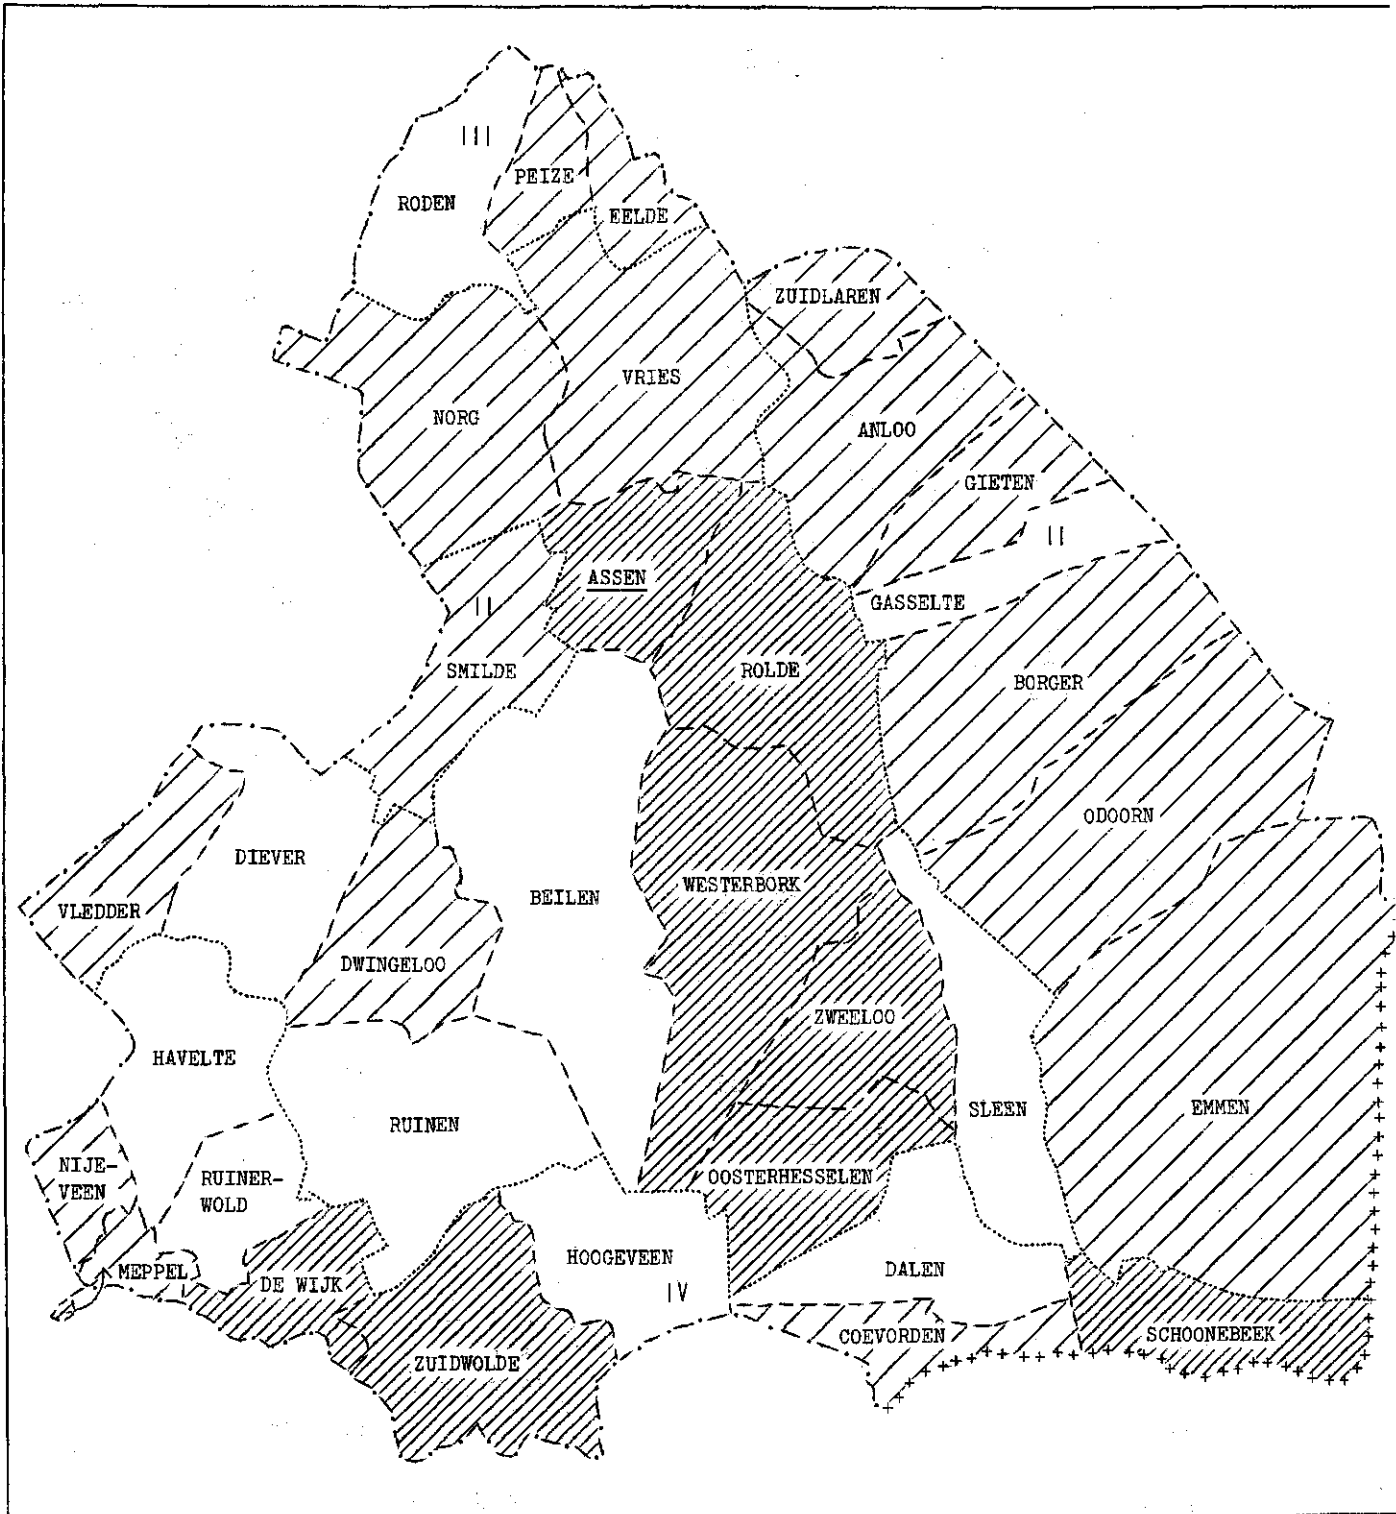 III
PEIZE
RODEN
EELDE
ZUIDLAREN
VRIES
NORG
ANLOO
GIETEN
II
ASSEN
GASSELTE
II
SMILDE
ROLDE
BORGER
ODOORN
DIEVER
WESTERBORK
BEILEN
VLEDDER
DWINGELOO
ZWEELOO
HAVELTE
SLEEN
EMMEN
RUINEN
NIJE-
VEEN
RUINER-
WOLD
OOSTERHESSELEN
HOOGEVEEN
MEPPEL
DE WIJK
DALEN
IV
COEVORDEN
SCHOONEBEEK
ZUIDWOLDE